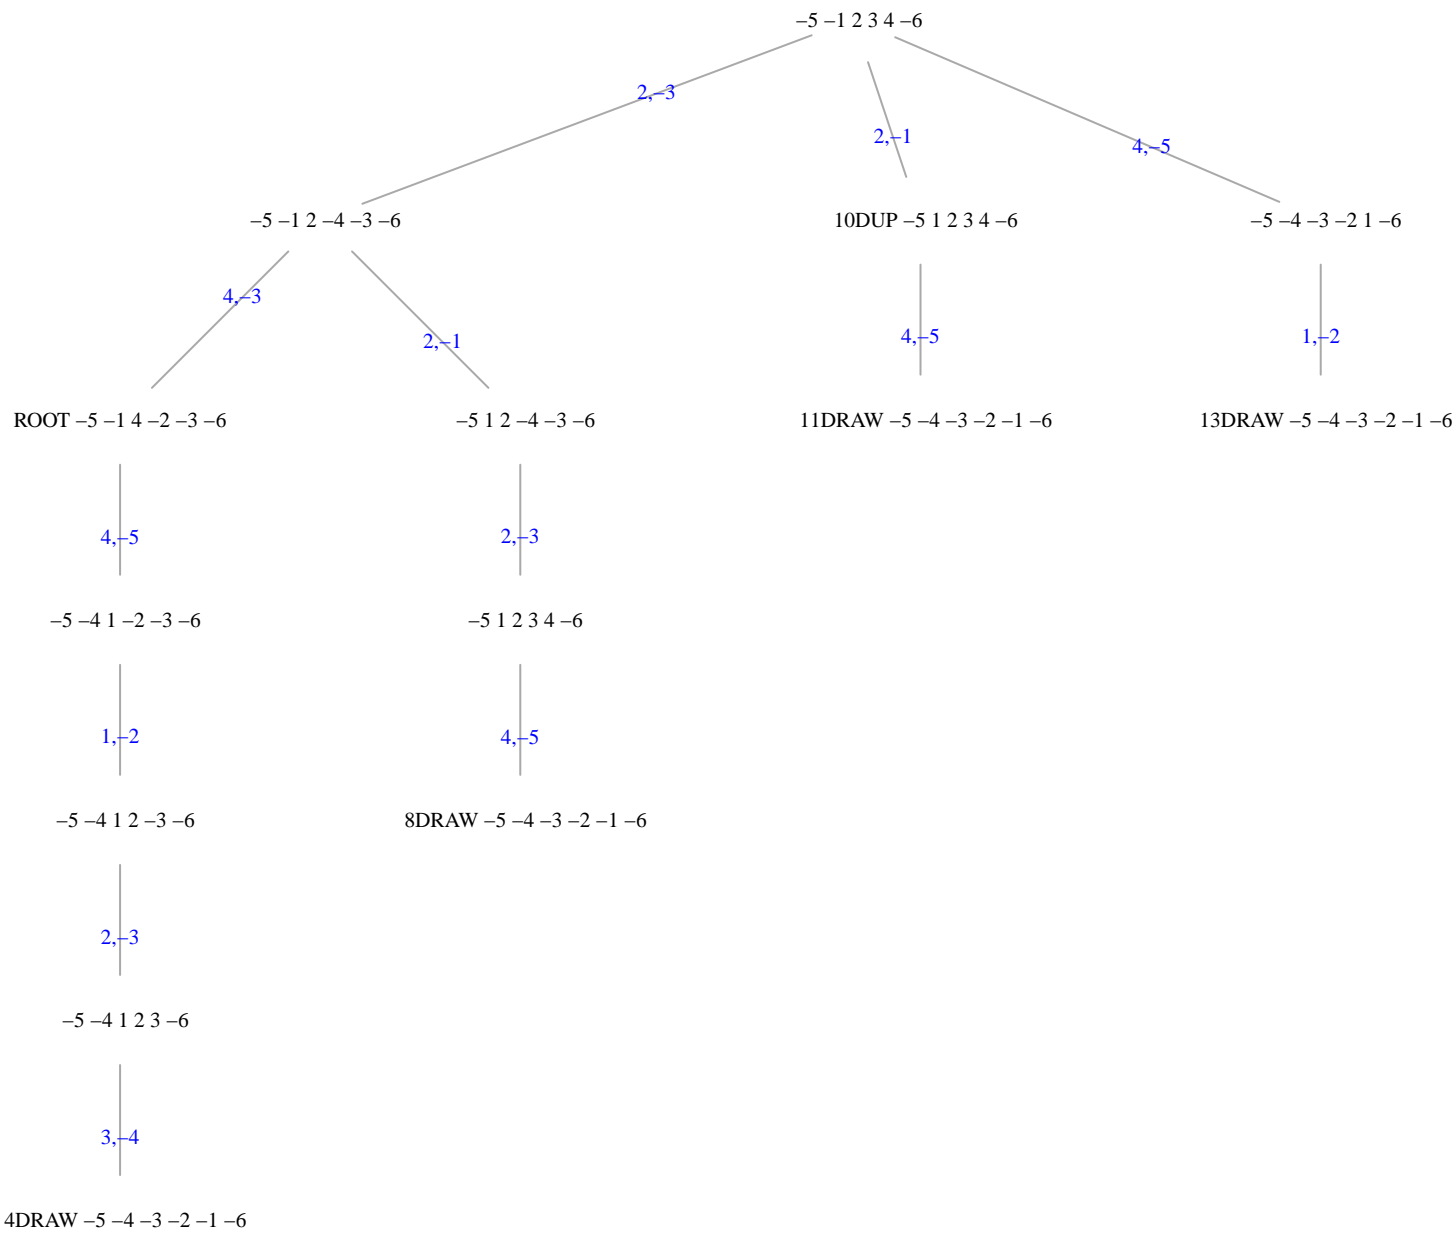 –5 –1 2 3 4 –6
2,–3
2,–1
4,–5
–5 –1 2 –4 –3 –6
10DUP –5 1 2 3 4 –6
–5 –4 –3 –2 1 –6
4,–3
2,–1
4,–5
1,–2
ROOT –5 –1 4 –2 –3 –6
–5 1 2 –4 –3 –6
11DRAW –5 –4 –3 –2 –1 –6
13DRAW –5 –4 –3 –2 –1 –6
4,–5
2,–3
–5 –4 1 –2 –3 –6
–5 1 2 3 4 –6
1,–2
4,–5
–5 –4 1 2 –3 –6
8DRAW –5 –4 –3 –2 –1 –6
2,–3
–5 –4 1 2 3 –6
3,–4
4DRAW –5 –4 –3 –2 –1 –6